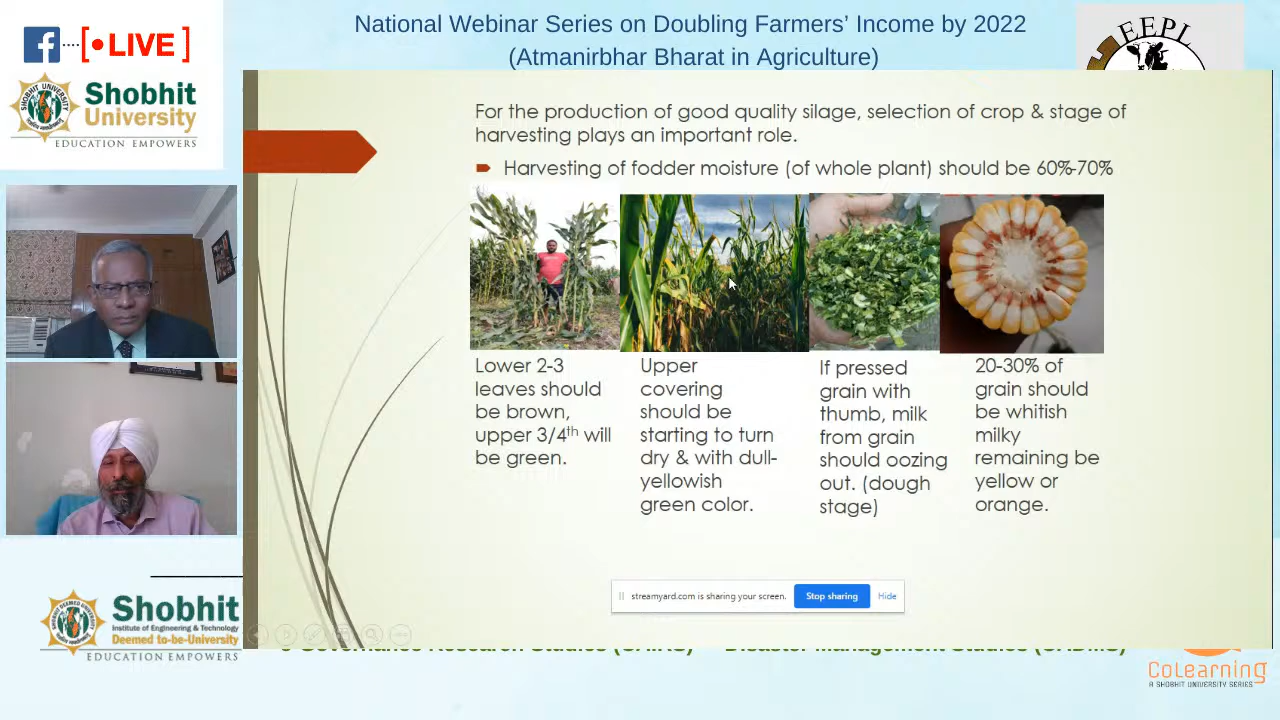 National Webinar Series on Doubling Farmers' Income by 2022
(Atmanirbhar Bharat in Agriculture)
LIVE
EEPL
SHOBHIT UNIVERSITY
Shobhit
University
EDUCATION EMPOWERS
For the production of good quality silage, selection of crop & stage of
harvesting plays an important role.
Harvesting of fodder moisture (of whole plant) should be 60%-70%
Lower 2-3
leaves should
be brown,
upper 3/4th will
be green.
Upper
covering
should be
starting to turn
dry & with dull-
yellowish
green color.
If pressed
grain with
thumb, milk
from grain
should oozing
out. (dough
stage)
20-30% of
grain should
be whitish
milky
remaining be
yellow or
orange.
streamyard.com is sharing your screen.
Stop sharing
Hide
Shobhit
Institute of Engineering & Technology
Deemed to-be-University
EDUCATION EMPOWERS
CoLearning
A SHOBHIT UNIVERSITY SERIES